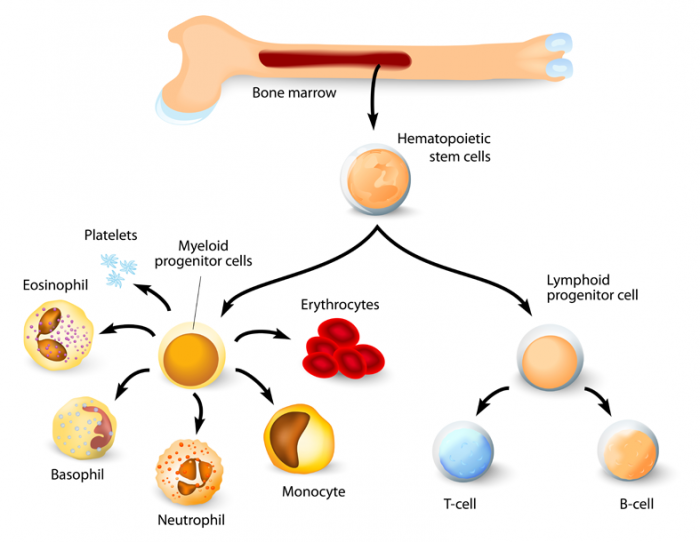 Bone marrow
Hematopoietic
stem cells
Platelets
Myeloid
progenitor cells
Eosinophil
Erythrocytes
Lymphoid
progenitor cell
Basophil
Neutrophil
Monocyte
T-cell
B-cell